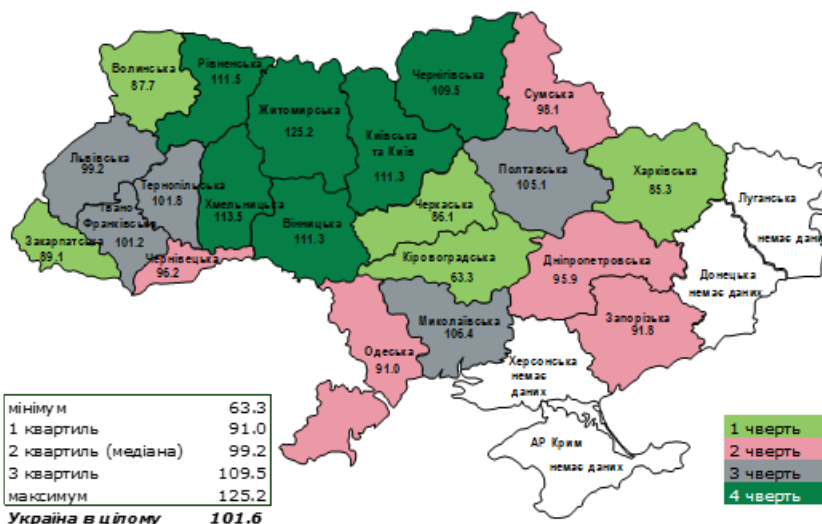 Волинська
87.7
Рівненська
111.5
Житомирська
125.2
Київська
та Київ
111.3
Чернігівська
109.5
Сумська
98.1
Львівська
99.2
Тернопільська
101.8
Хмельницька
113.5
Вінницька
111.3
Черкаська
86.1
Полтавська
105.1
Харківська
85.3
Луганська
немає даних
Івано
Франківська
101.2
Закарпатська
89.1
Чернівецька
96.2
Кіровоградська
63.3
Дніпропетровська
95.9
Донецька
немає даних
Запорізька
91.8
Миколаївська
106.4
Одеська
91.0
Херсонська
немає
даних
АР Крим
немає даних
мінімум 63.3
1 квартиль 91.0
2 квартиль (медіана) 99.2
3 квартиль 109.5
максимум 125.2
Україна в цілому 101.6
1 чверть
2 чверть
3 чверть
4 чверть